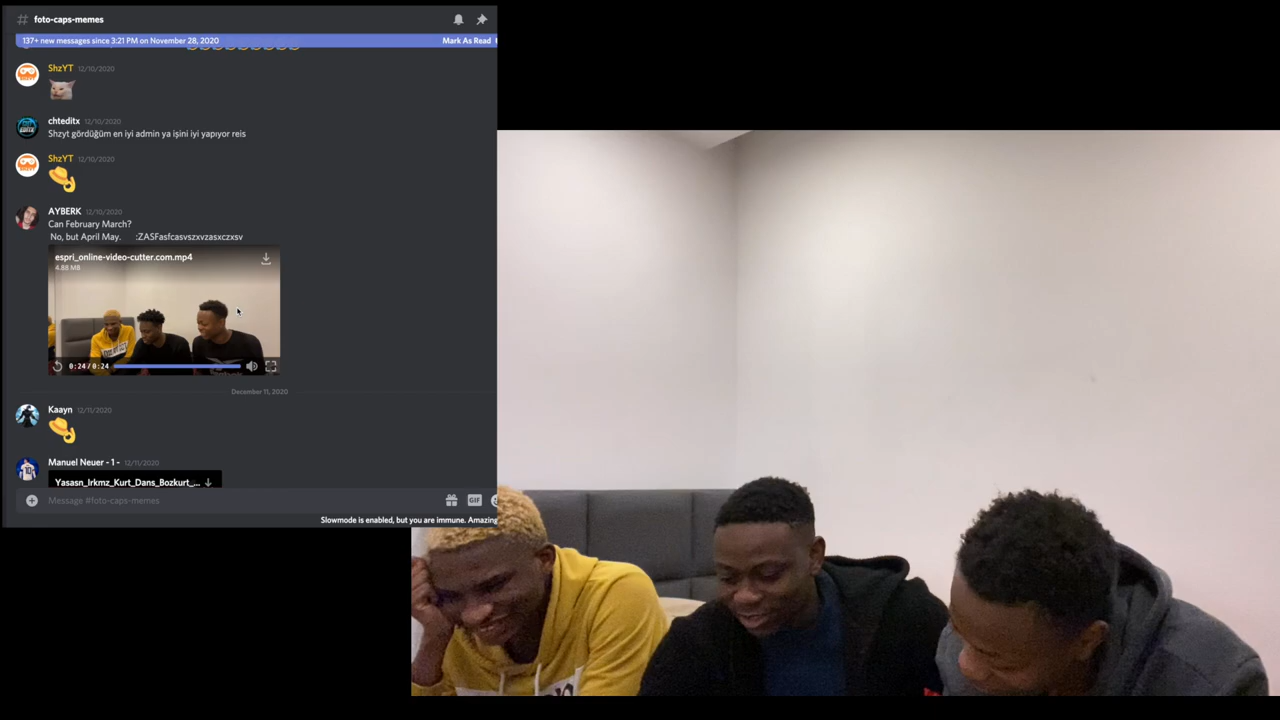 # foto-caps-memes
137+ new messages since 3:21 PM on November 28, 2020 Mark As Read
ShzYT 12/10/2020
chteditx 12/10/2020
Shzyt gördüğüm en iyi admin ya işini iyi yapıyor reis
ShzYT 12/10/2020
AYBERK 12/10/2020
Can February March?
No, but April May. :ZASFasfcasvszxvzasxczxsv
espri_online-video-cutter.com.mp4
4.88 MB
0:24/0:24
December 11, 2020
Kaayn 12/11/2020
Manuel Neuer - 1 - 12/11/2020
Yasasn_Irkmz_Kurt_Dans_Bozkurt_...
Message #foto-caps-memes
GIF
Slowmode is enabled, but you are immune. Amazing